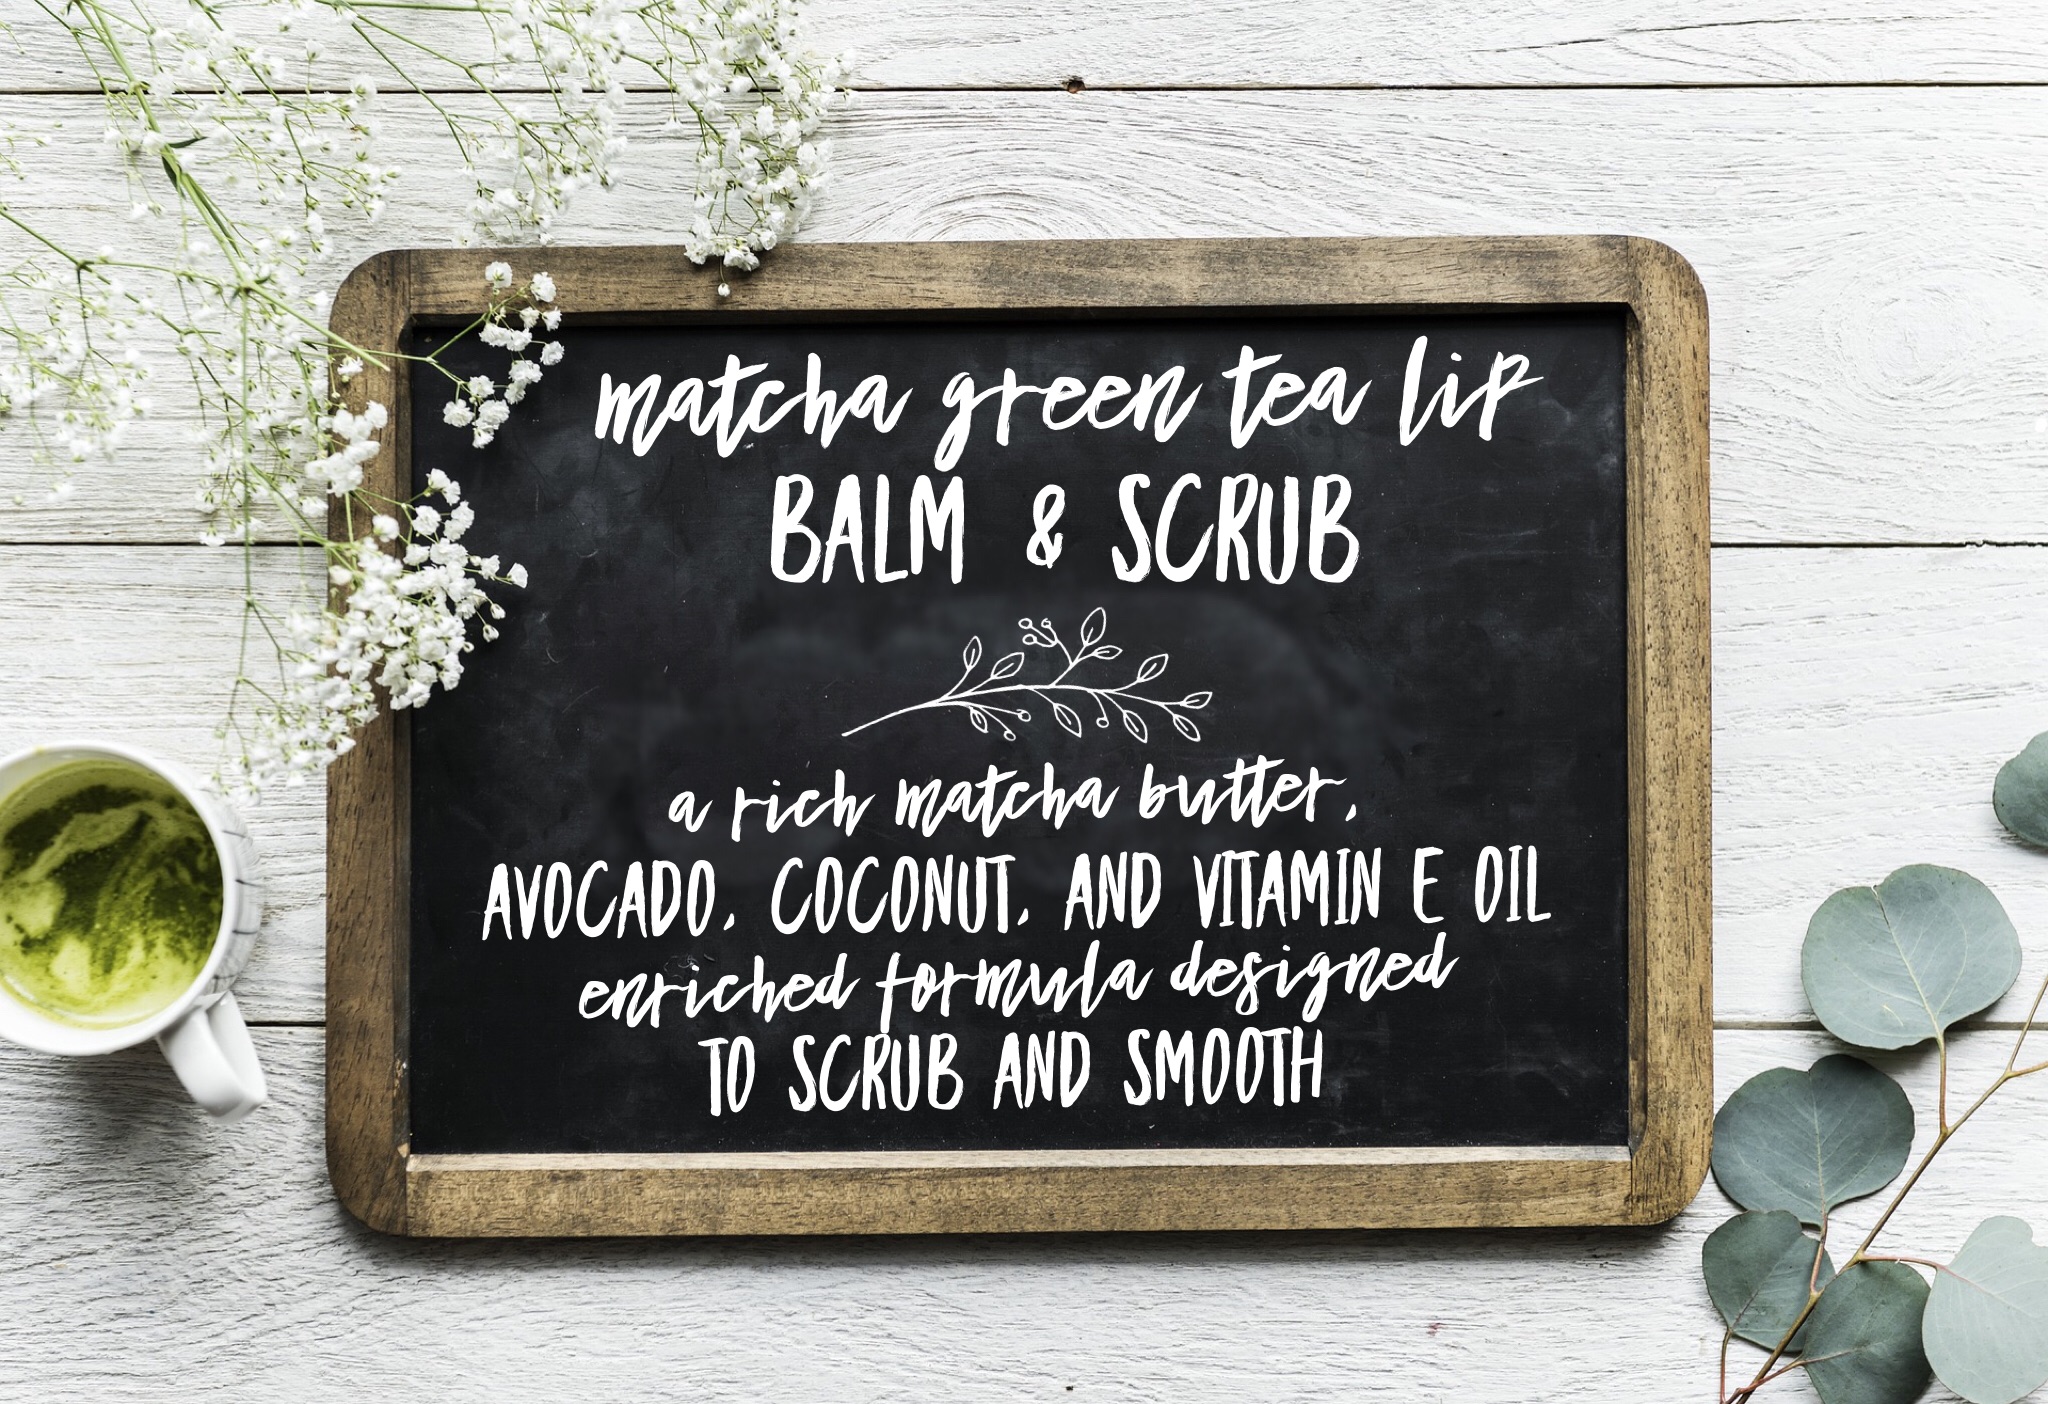 matcha green tea lip
BALM & SCRUB
a rich matcha butter,
AVOCADO, COCONUT, AND VITAMIN E OIL
enriched formula designed
TO SCRUB AND SMOOTH